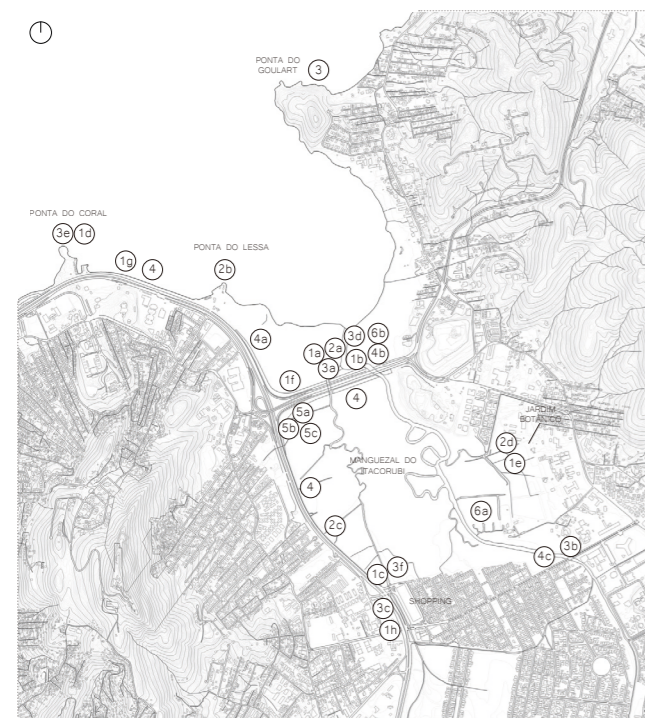 PONTA DO
GOULART
3
PONTA DO CORAL
3e 1d
1g 4
PONTA DO LESSA
2b
4a
3d 6b
1a 2a 1b 4b
3a
1f
4
5a
5b 5c
JARDIM
BOTÂNICO
2d
1e
MANGUEZAL DO
ITACORUBI
4
6a
2c
3b
4c
3f
1c
SHOPPING
3c
1h